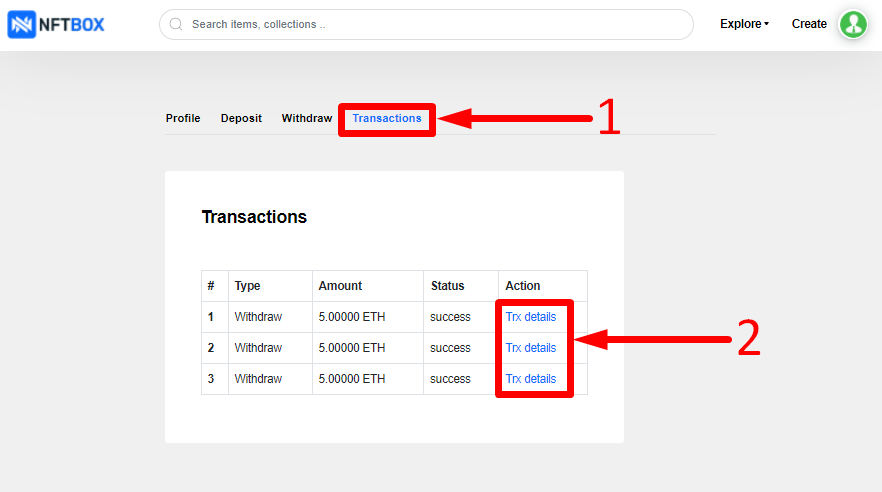 NFTBOX Search items, collections .. Explore Create
Profile Deposit Withdraw Transactions 1
Transactions
# Type Amount Status Action
1 Withdraw 5.00000 ETH success Trx details
2 Withdraw 5.00000 ETH success Trx details 2
3 Withdraw 5.00000 ETH success Trx details